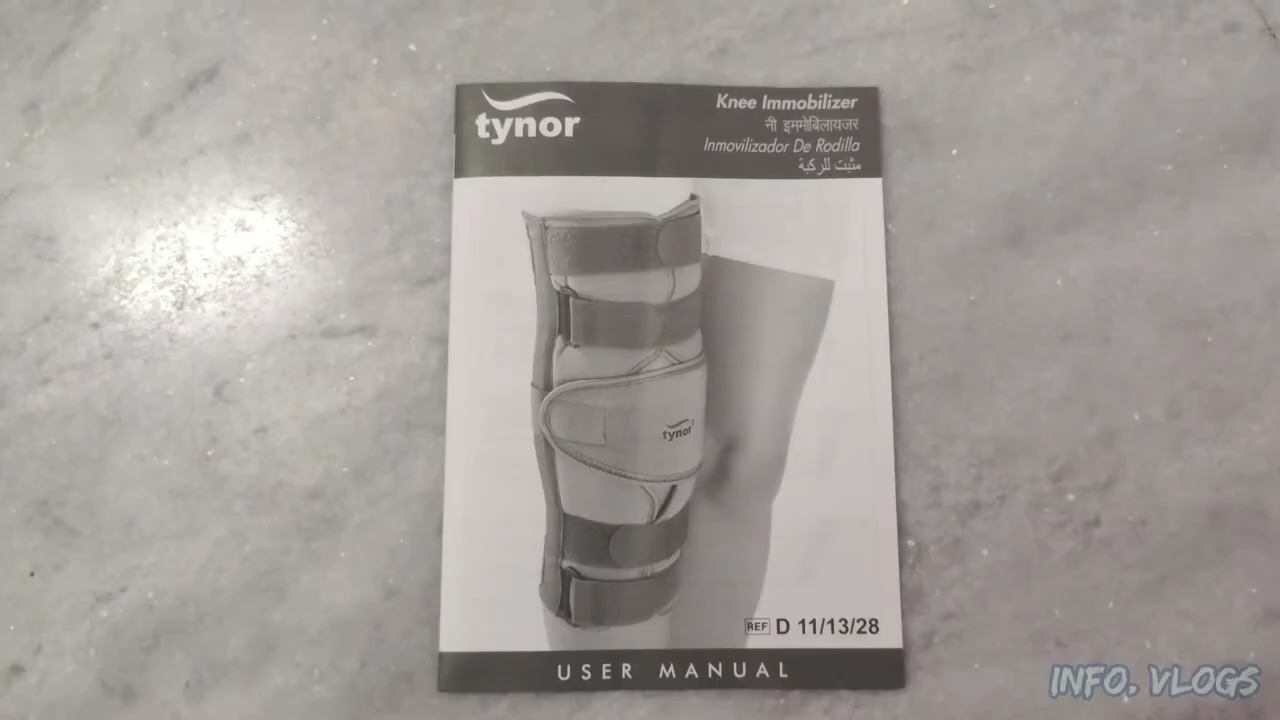 tynor
Knee Immobilizer
नी इममोबिलायजर
Inmovilizador De Rodilla
مثبت للركبة
tynor
REF D 11/13/28
USER MANUAL
INFO. VLOGS